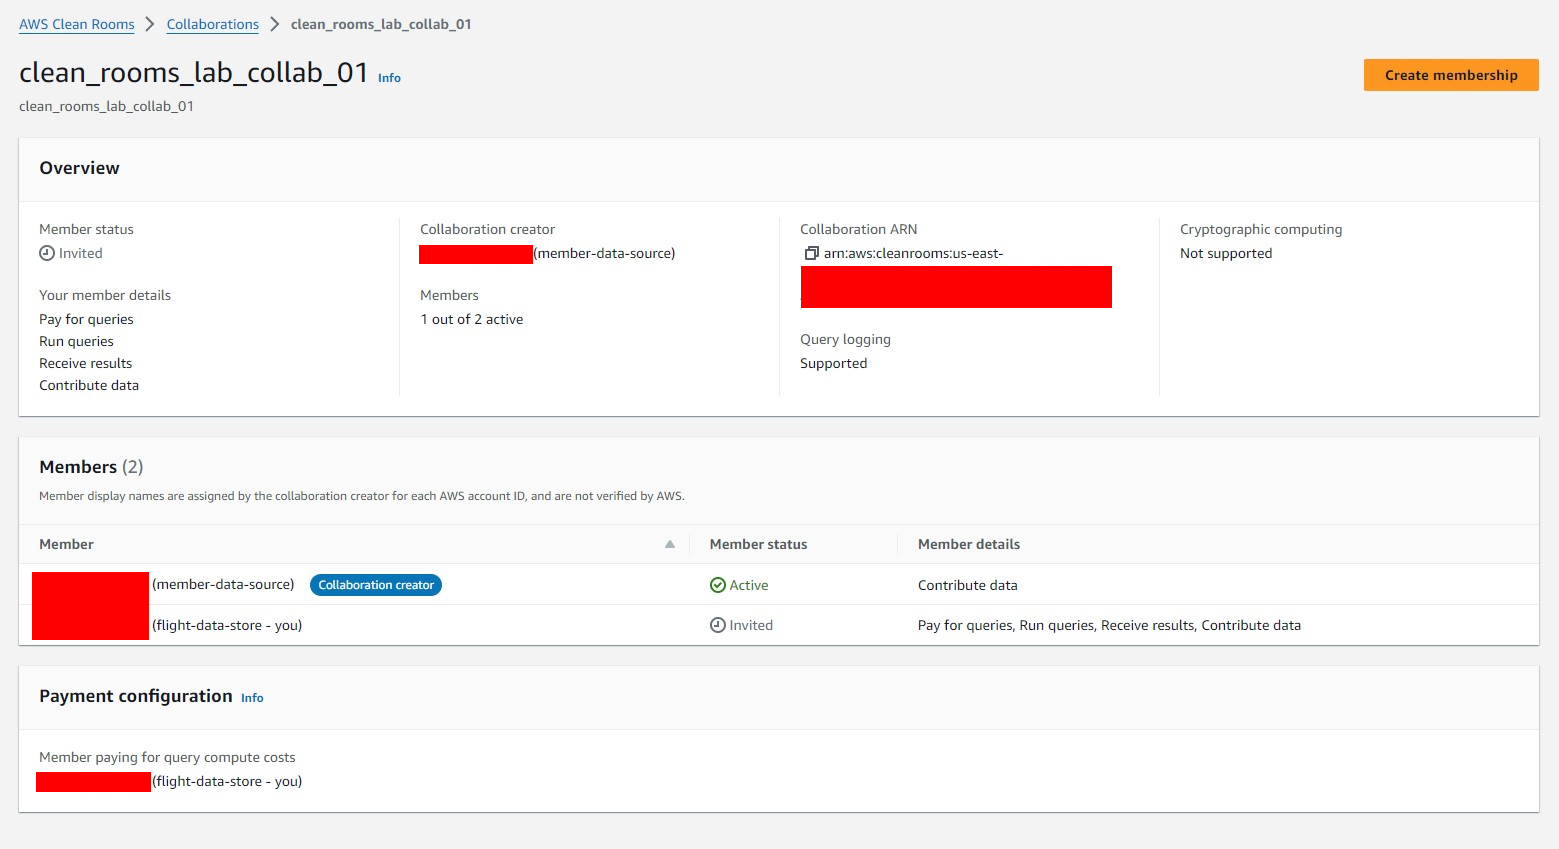 AWS Clean Rooms > Collaborations > clean_rooms_lab_collab_01
clean_rooms_lab_collab_01 Info
Create membership
clean_rooms_lab_collab_01
Overview
Member status
Invited
Your member details
Pay for queries
Run queries
Receive results
Contribute data
Collaboration creator
(member-data-source)
Members
1 out of 2 active
Collaboration ARN
arn:aws:cleanrooms:us-east-
Query logging
Supported
Cryptographic computing
Not supported
Members (2)
Member display names are assigned by the collaboration creator for each AWS account ID, and are not verified by AWS.
Member Member status Member details
(member-data-source) Collaboration creator Active Contribute data
(flight-data-store - you) Invited Pay for queries, Run queries, Receive results, Contribute data
Payment configuration Info
Member paying for query compute costs
(flight-data-store - you)